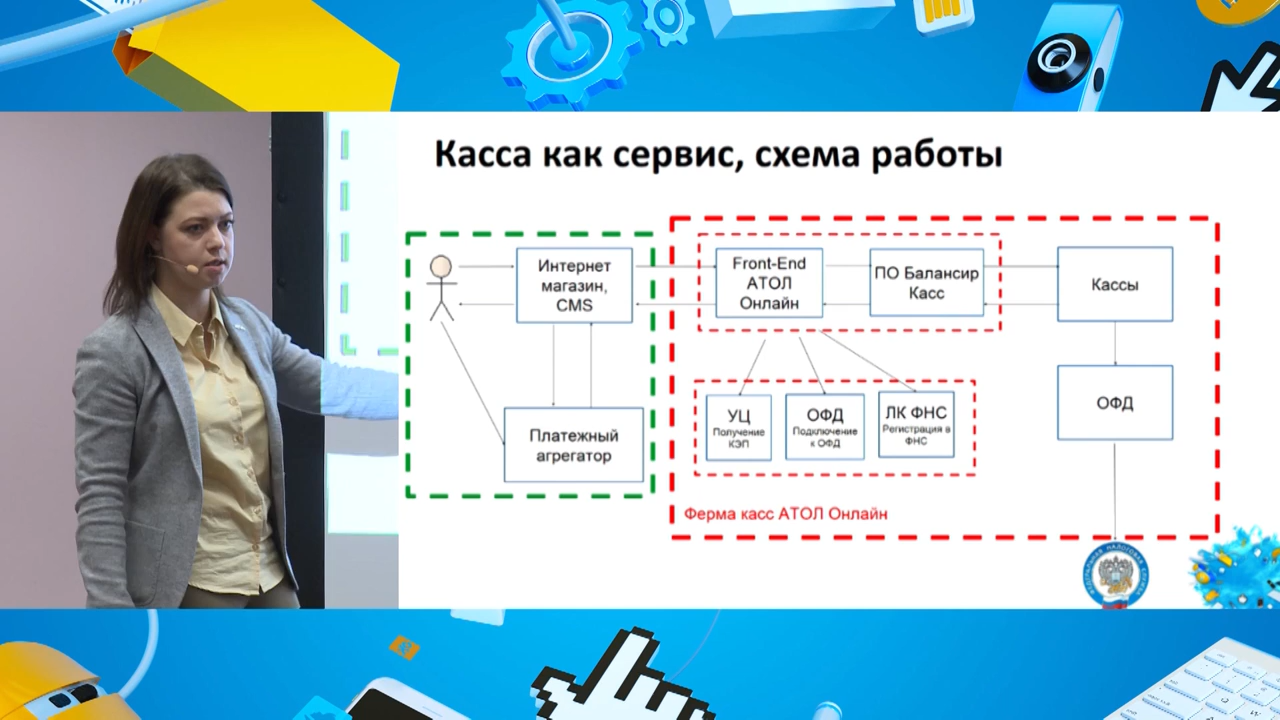 Касса как сервис, схема работы
Интернет
магазин,
CMS
Платежный
агрегатор
Front-End
АТОЛ
Онлайн
ПО Балансир
Касс
Кассы
УЦ
Получение
КЭП
ОФД
Подключение
к ОФД
ЛК ФНС
Регистрация в
ФНС
ОФД
Ферма касс АТОЛ Онлайн